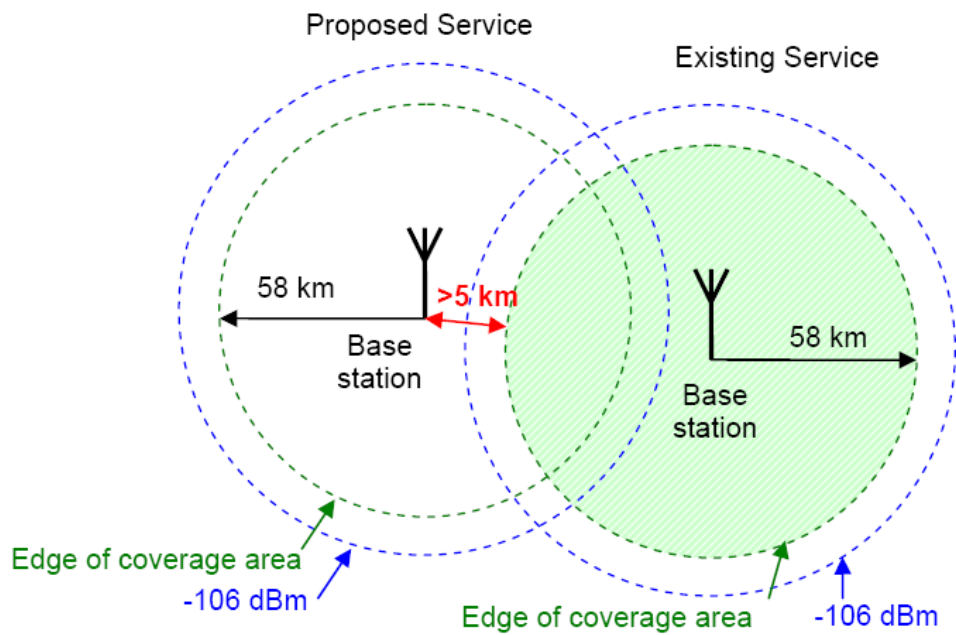 Proposed Service
Existing Service
58 km
>5 km
Base
station
58 km
Base
station
Edge of coverage area
-106 dBm
Edge of coverage area
-106 dBm